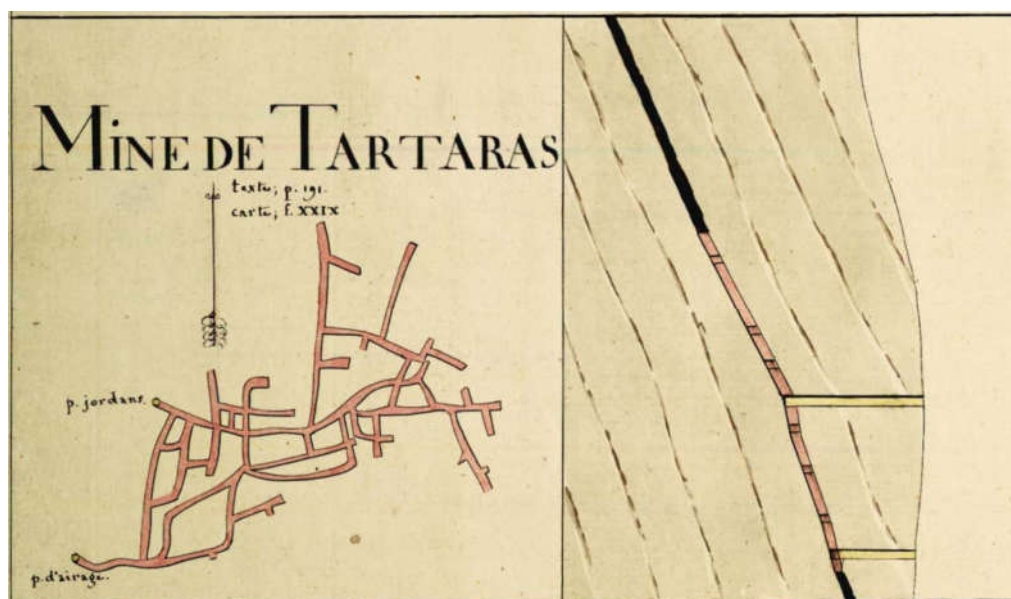 MINE DE TARTARAS
texte; p. 191.
carte; f. XXIX
p. jordans.
p. d'airage.